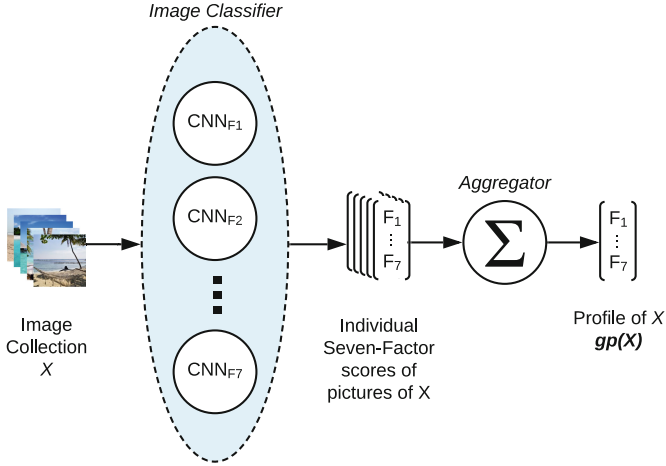 Image Classifier
CNNF1
CNNF2
CNNF7
Image
Collection
X
F1
F7
Individual
Seven-Factor
scores of
pictures of X
Aggregator
Σ
F1
F7
Profile of X
gp(X)